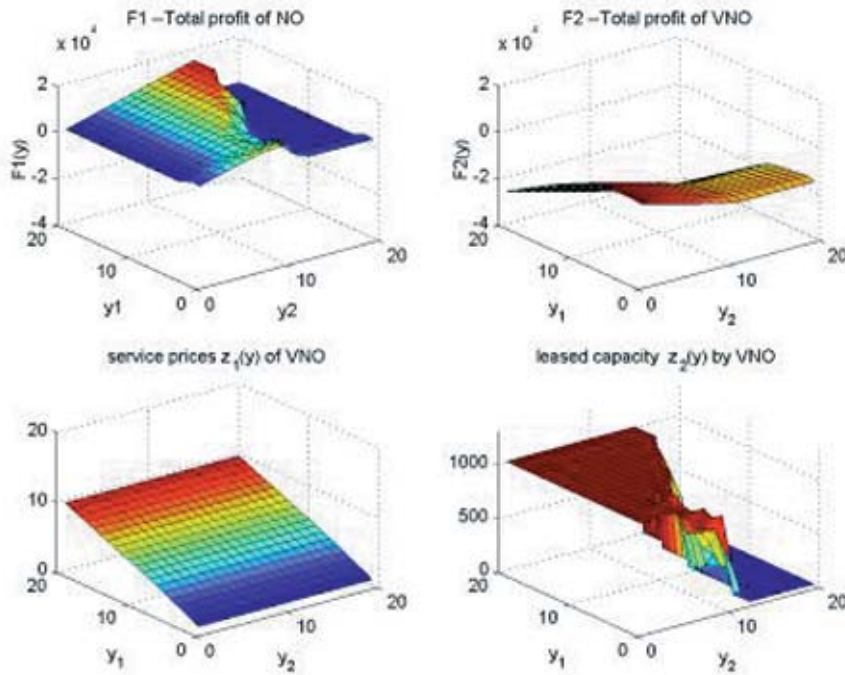 F1 –Total profit of NO
x 10⁴
2
0
-2
-4
F1(y)
20
10
0
y1
0
10
20
y2
F2 –Total profit of VNO
x 10⁴
2
0
-2
-4
F2(y)
20
10
0
y₁
0
10
20
y₂
service prices z₁(y) of VNO
20
10
0
20
10
0
y₁
0
10
20
y₂
leased capacity z₂(y) by VNO
1000
500
0
20
10
0
y₁
0
10
20
y₂